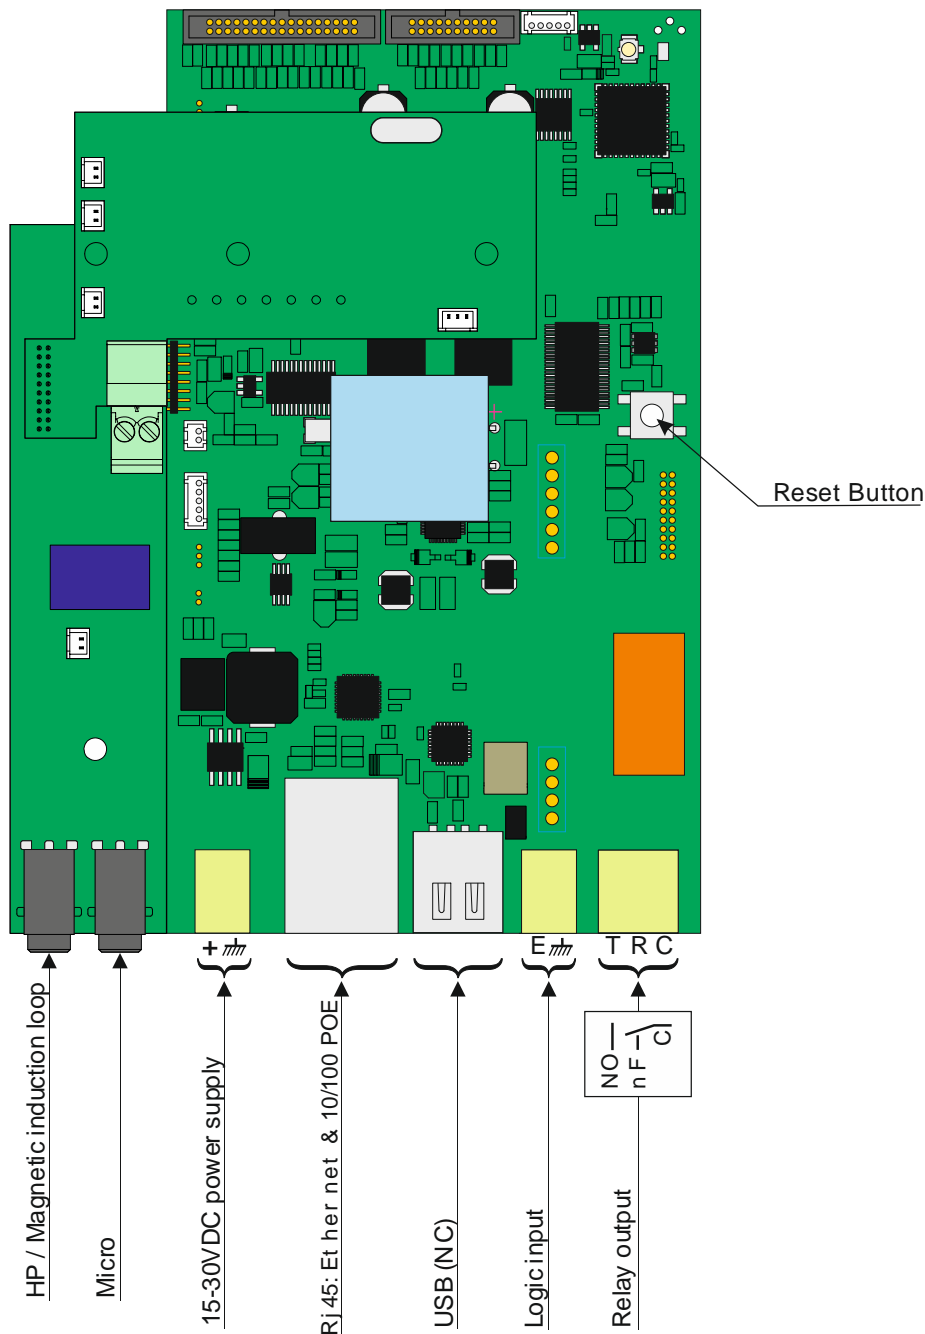 Reset Button
+
E
T R C
NO
nF
C
HP / Magnetic induction loop
Micro
15-30VDC power supply
Rj 45: Et her net & 10/100 POE
USB (NC)
Logic input
Relay output